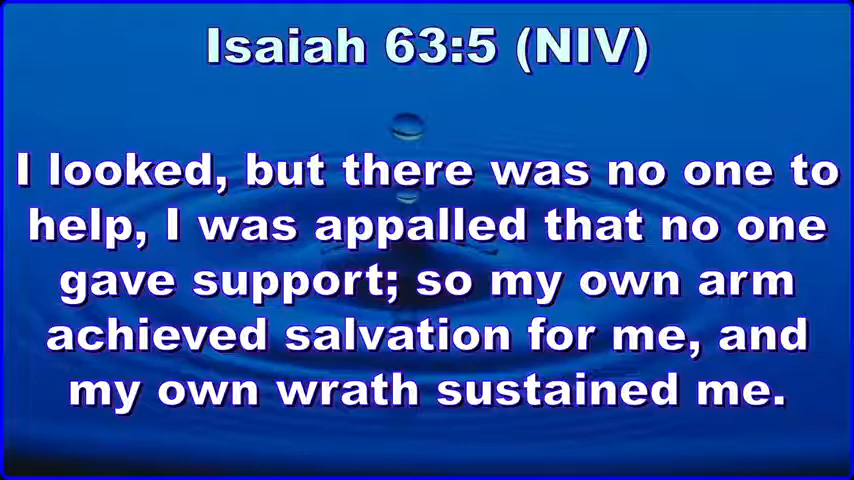 Isaiah 63:5 (NIV)
I looked, but there was no one to
help, I was appalled that no one
gave support; so my own arm
achieved salvation for me, and
my own wrath sustained me.